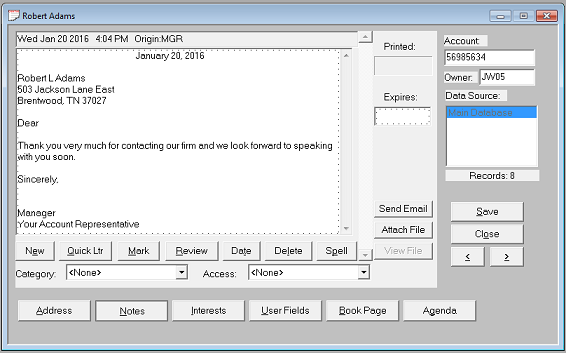 Robert Adams
Wed Jan 20 2016 4:04 PM Origin:MGR
January 20, 2016
Robert L Adams
503 Jackson Lane East
Brentwood, TN 37027
Dear
Thank you very much for contacting our firm and we look forward to speaking
with you soon.
Sincerely,
Manager
Your Account Representative
New Quick Ltr Mark Review Date Delete Spell
Category: <None> Access: <None>
Printed:
Expires:
Send Email
Attach File
View File
Account:
56985634
Owner: JW05
Data Source:
Main Database
Records: 8
Save
Close
< >
Address Notes Interests User Fields Book Page Agenda